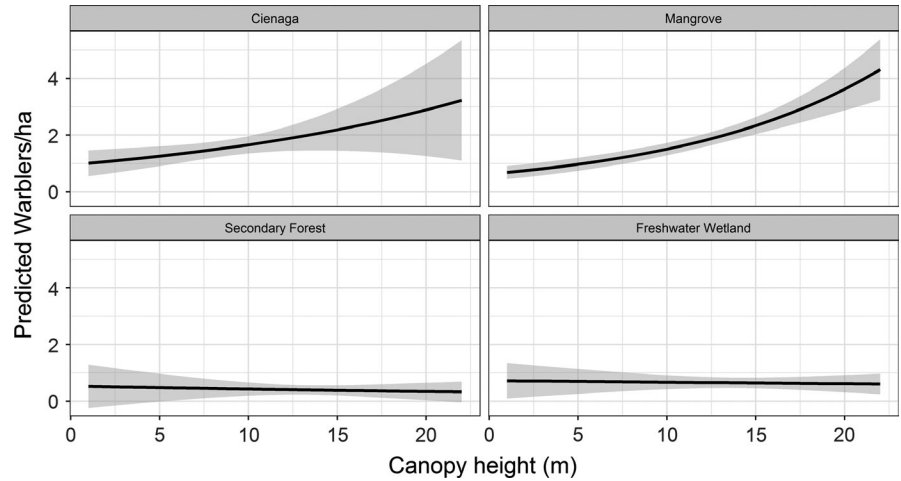 Cienaga
Mangrove
4
2
0
Secondary Forest
Freshwater Wetland
4
2
0
0
5
10
15
20
0
5
10
15
20
Predicted Warblers/ha
Canopy height (m)